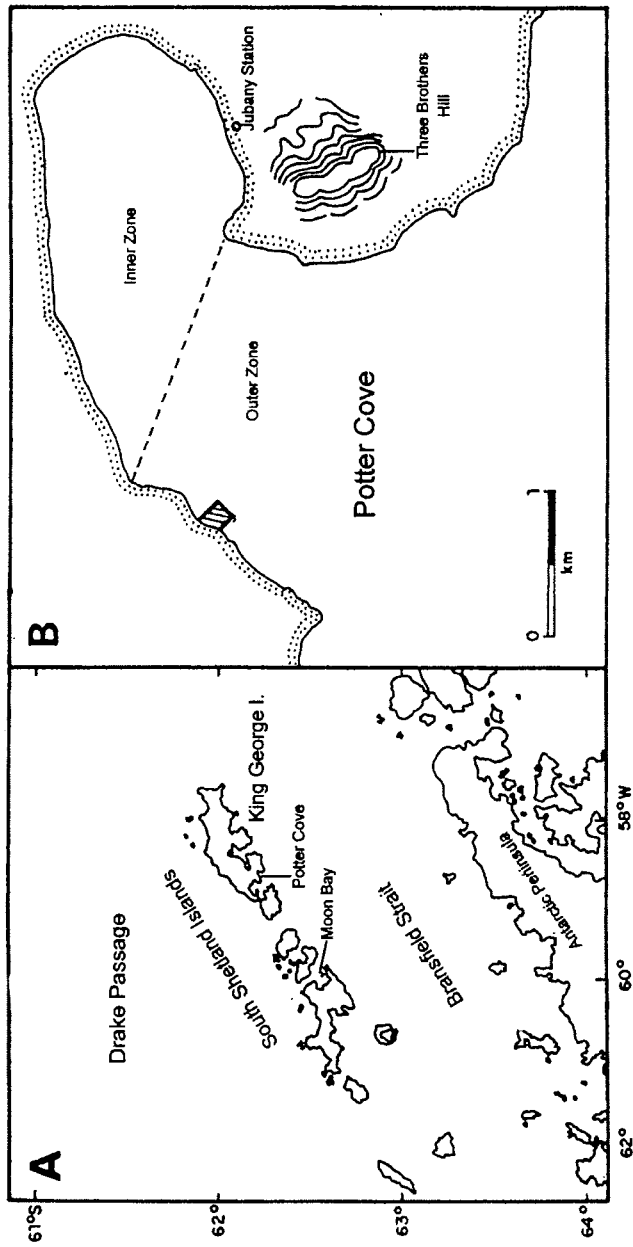 A
Drake Passage
South Shetland Islands
King George I.
Potter Cove
Moon Bay
Bransfield Strait
Antarctic Peninsula
61°S
62°
63°
64°
62°
60°
58°W
B
Inner Zone
Jubany Station
Outer Zone
Three Brothers
Hill
Potter Cove
0 1
km